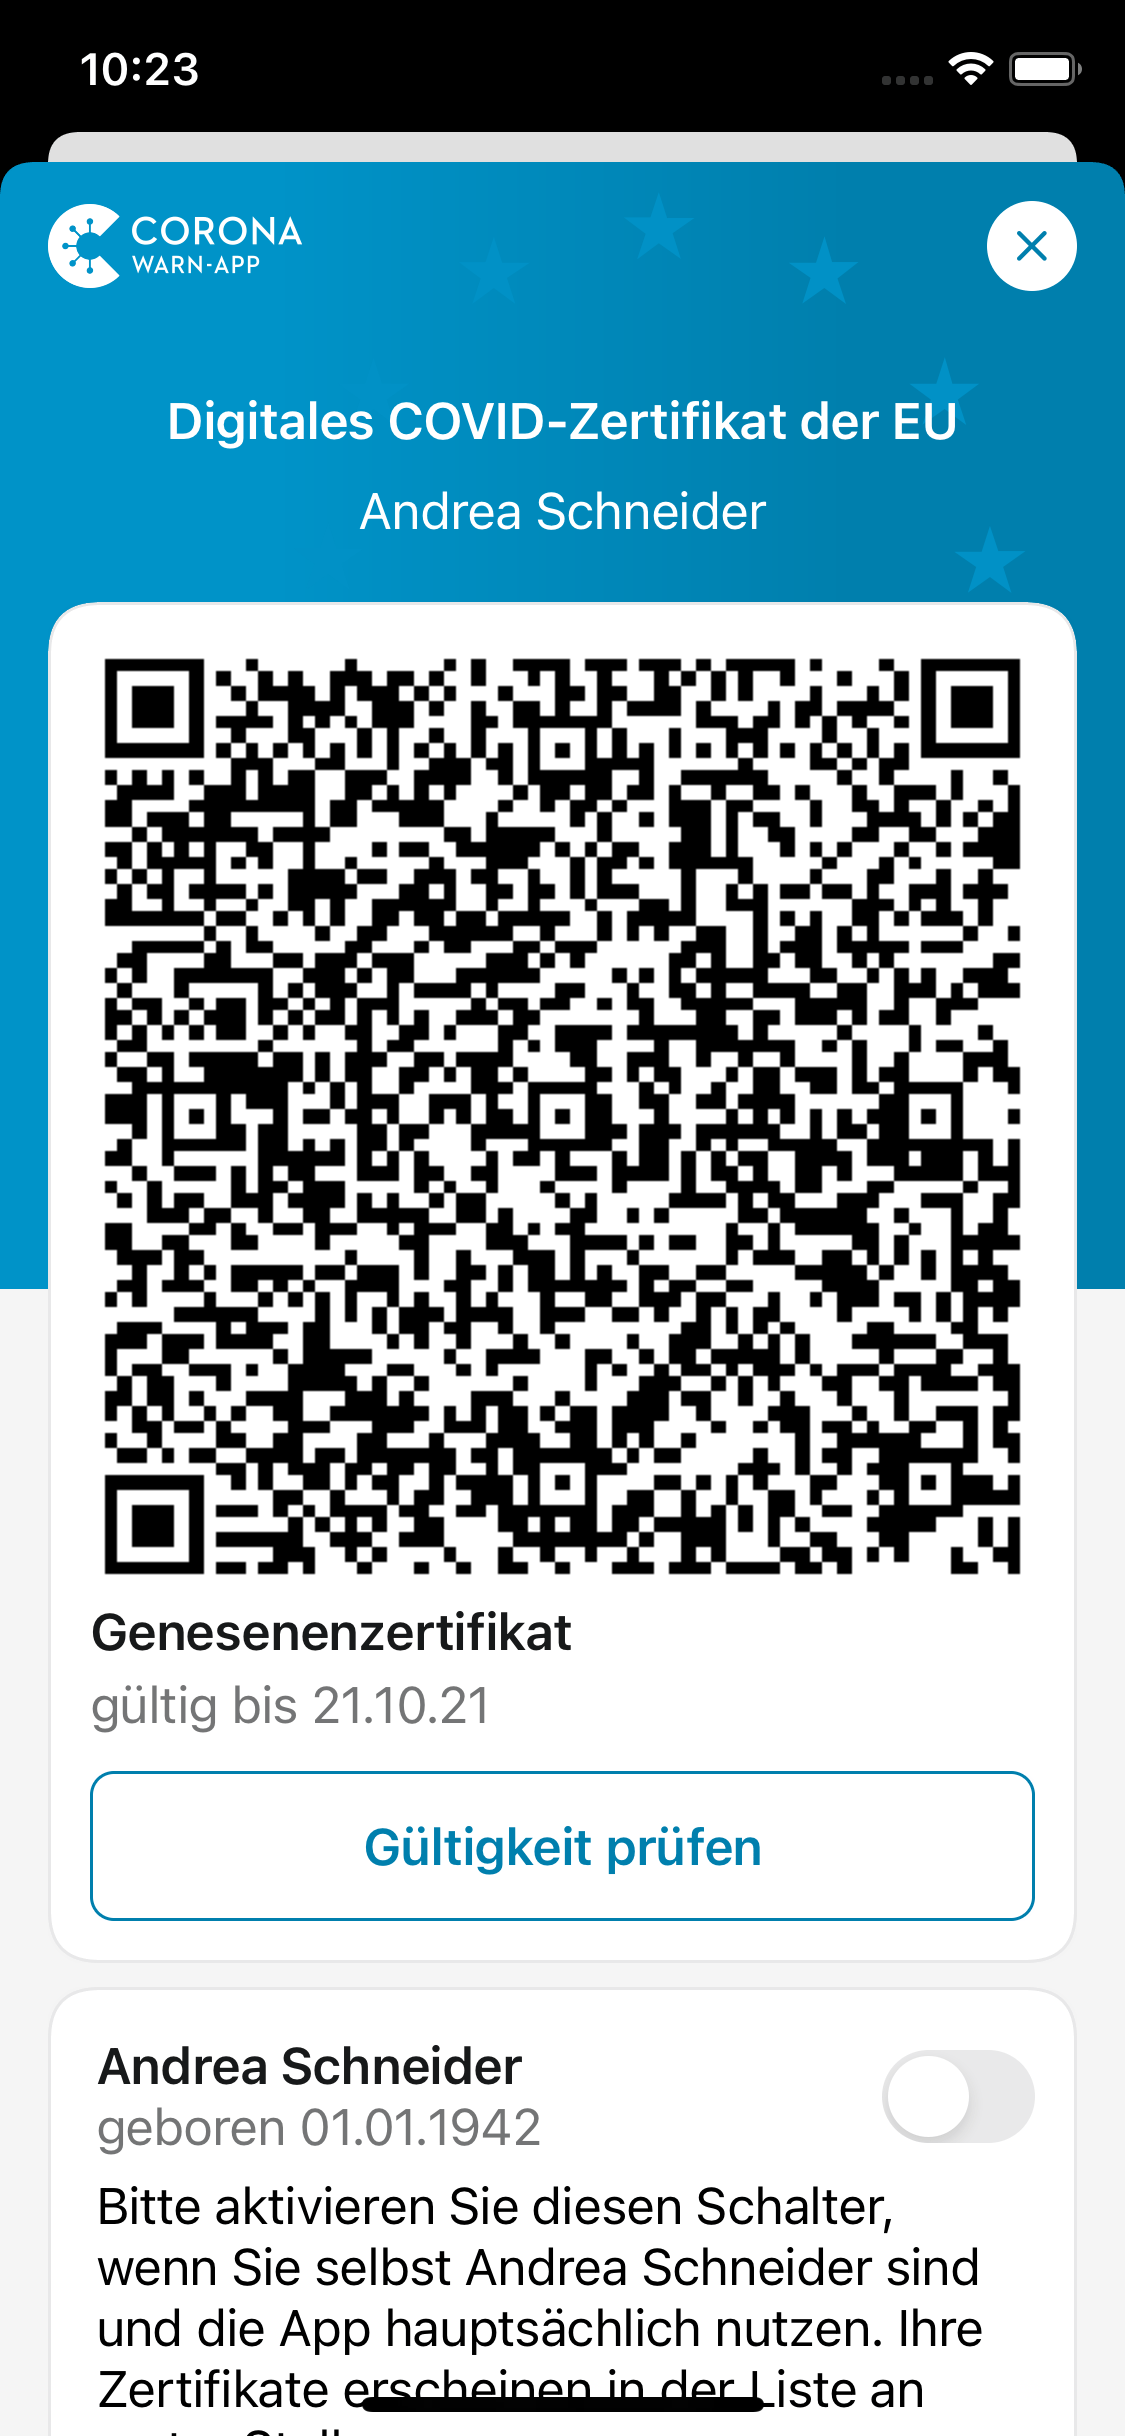 10:23
CORONA
WARN-APP
Digitales COVID-Zertifikat der EU
Andrea Schneider
Genesenenzertifikat
gültig bis 21.10.21
Gültigkeit prüfen
Andrea Schneider
geboren 01.01.1942
Bitte aktivieren Sie diesen Schalter,
wenn Sie selbst Andrea Schneider sind
und die App hauptsächlich nutzen. Ihre
Zertifikate erscheinen in der Liste an